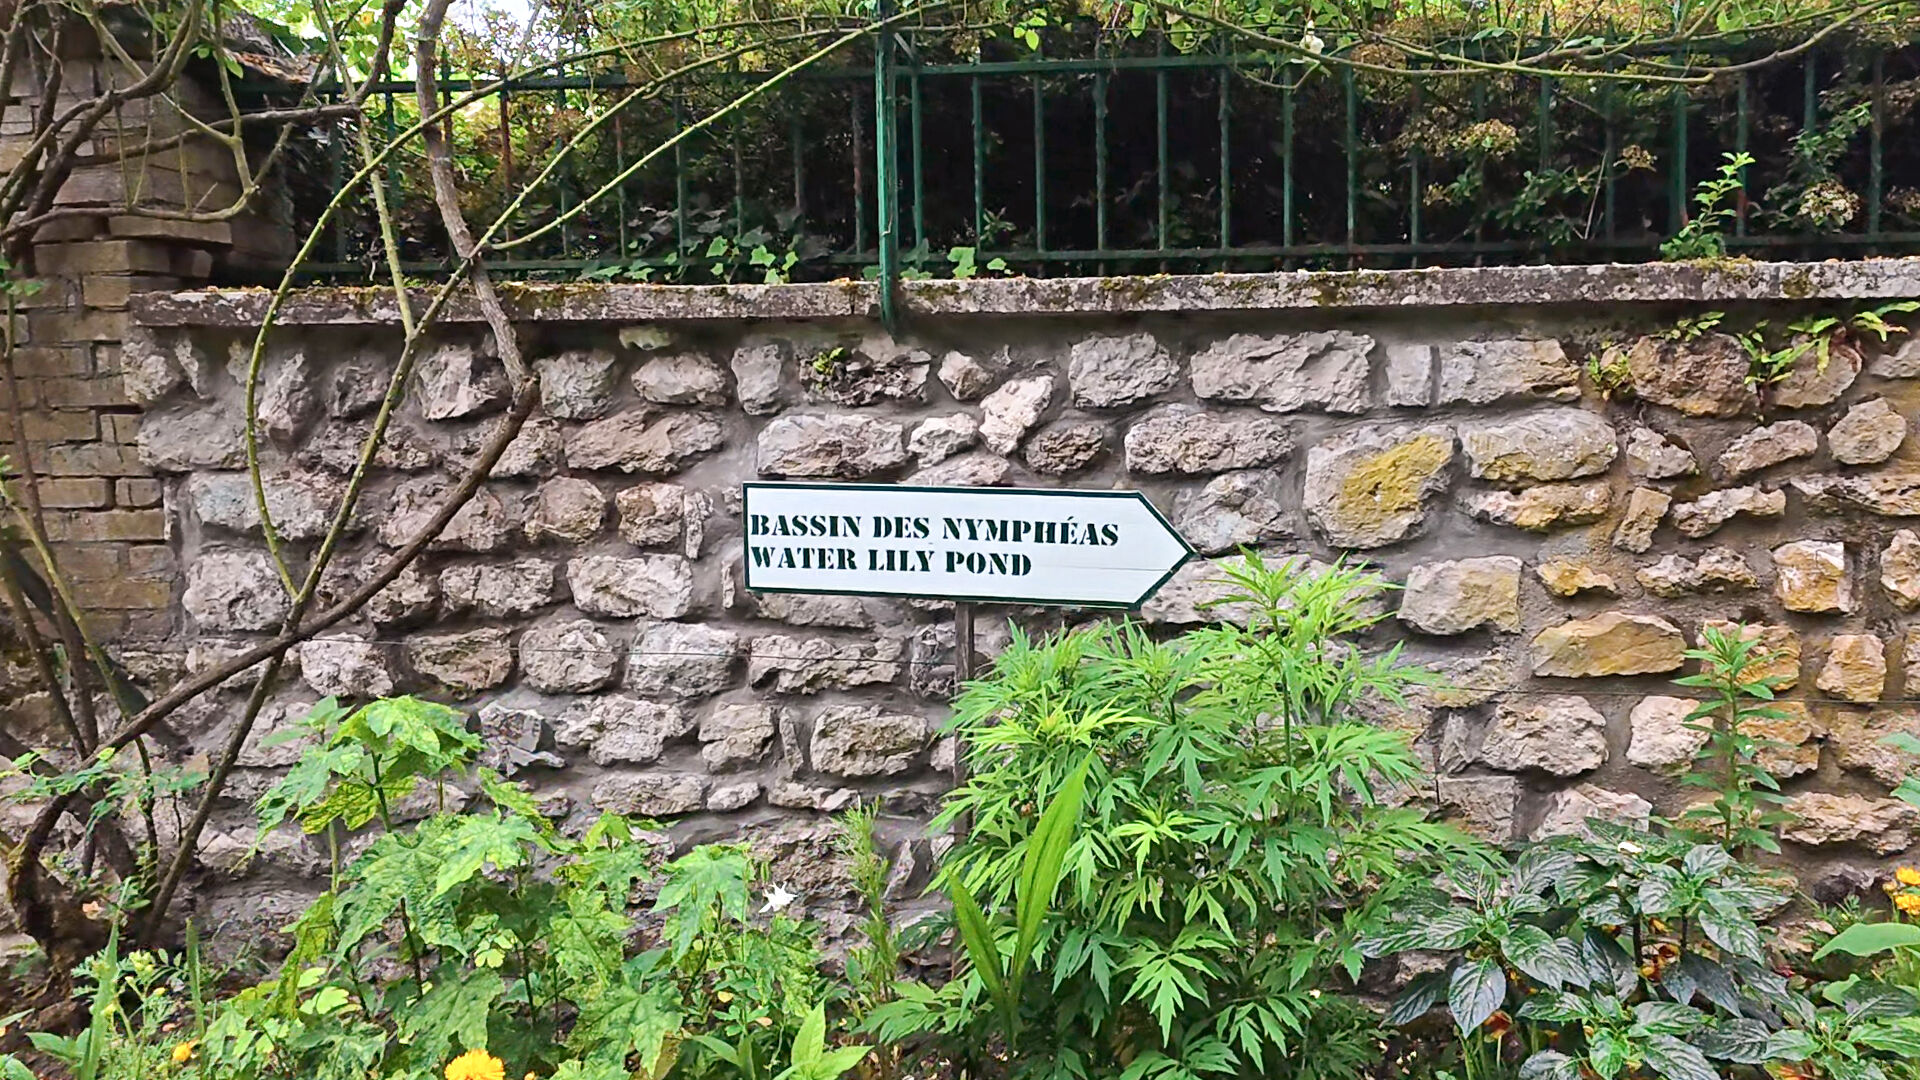 BASSIN DES NYMPHÉAS
WATER LILY POND